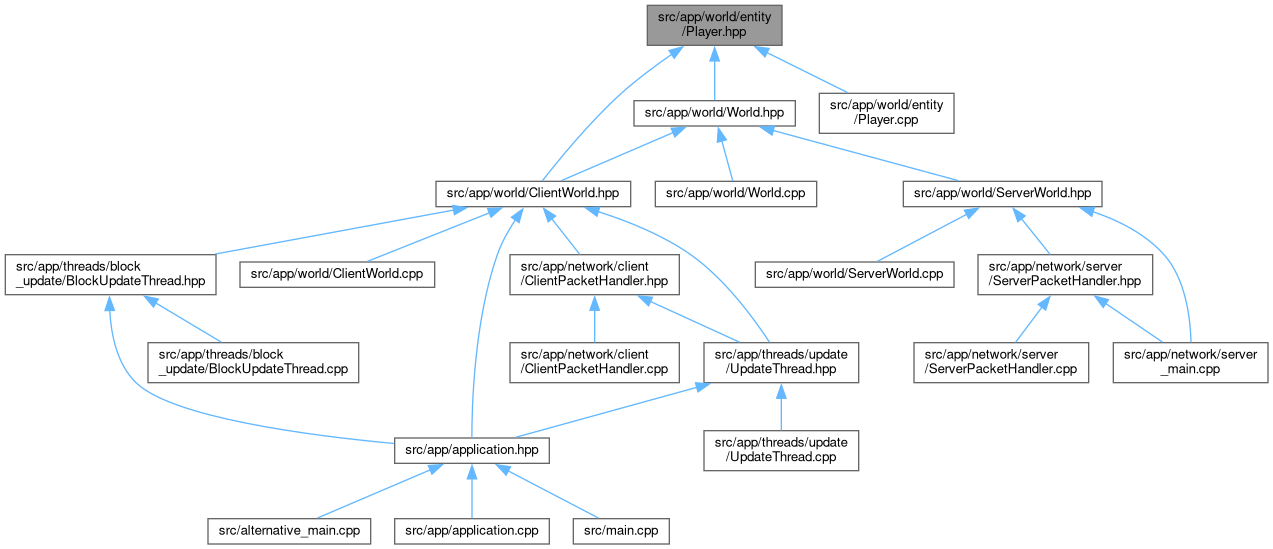 src/app/world/entity
/Player.hpp
src/app/world/World.hpp
src/app/world/entity
/Player.cpp
src/app/world/ClientWorld.hpp
src/app/world/World.cpp
src/app/world/ServerWorld.hpp
src/app/threads/block
_update/BlockUpdateThread.hpp
src/app/world/ClientWorld.cpp
src/app/network/client
/ClientPacketHandler.hpp
src/app/world/ServerWorld.cpp
src/app/network/server
/ServerPacketHandler.hpp
src/app/threads/block
_update/BlockUpdateThread.cpp
src/app/network/client
/ClientPacketHandler.cpp
src/app/threads/update
/UpdateThread.hpp
src/app/network/server
/ServerPacketHandler.cpp
src/app/network/server
_main.cpp
src/app/application.hpp
src/app/threads/update
/UpdateThread.cpp
src/alternative_main.cpp
src/app/application.cpp
src/main.cpp